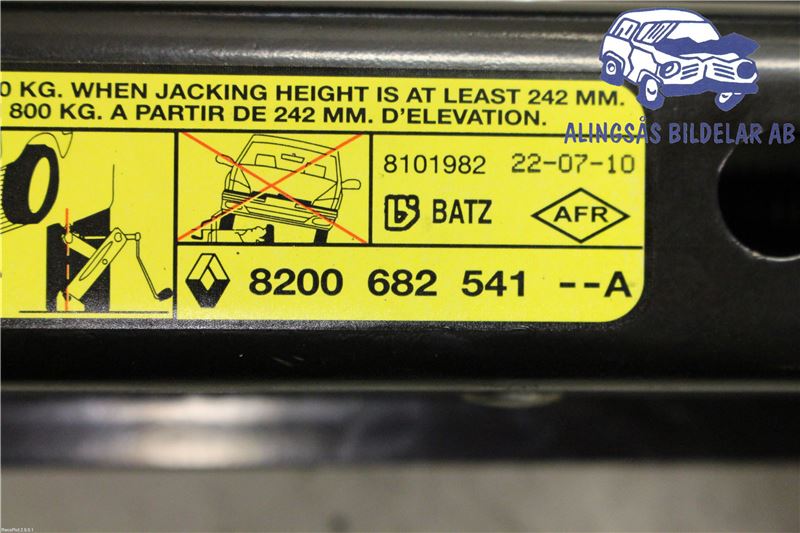 0 KG. WHEN JACKING HEIGHT IS AT LEAST 242 MM.
800 KG. A PARTIR DE 242 MM. D'ELEVATION.
8101982 22-07-10
BATZ AFR
8200 682 541 --A
ALINGSÅS BILDELAR AB